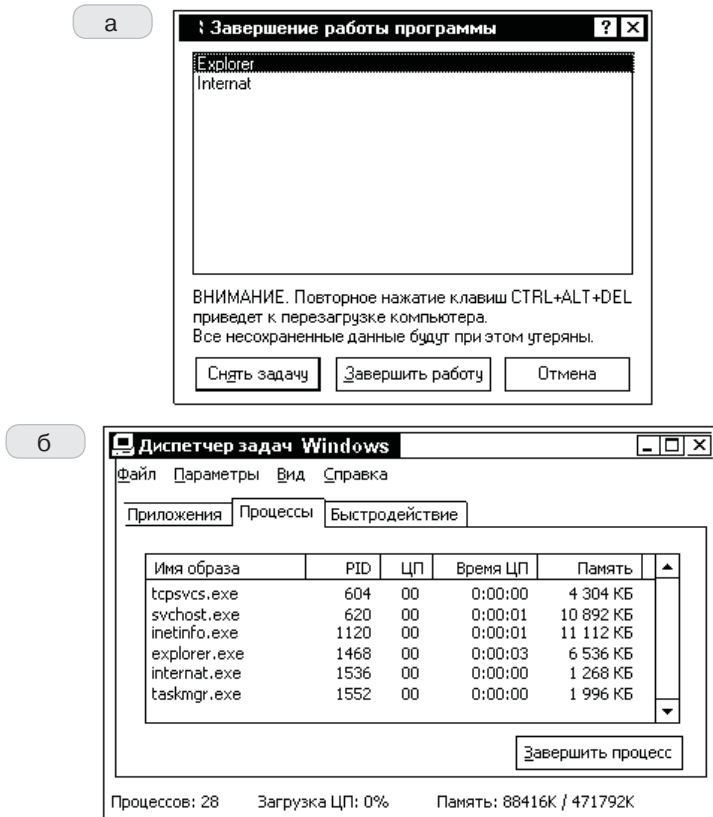 а
Завершение работы программы
Explorer
Internat
ВНИМАНИЕ. Повторное нажатие клавиш CTRL+ALT+DEL
приведет к перезагрузке компьютера.
Все несохраненные данные будут при этом утеряны.
Снять задачу Завершить работу Отмена
б
Диспетчер задач Windows
Файл Параметры Вид Справка
Приложения Процессы Быстродействие
Имя образа PID ЦП Время ЦП Память
tcpsvcs.exe 604 00 0:00:00 4 304 КБ
svchost.exe 620 00 0:00:01 10 892 КБ
inetinfo.exe 1120 00 0:00:01 11 112 КБ
explorer.exe 1468 00 0:00:03 6 536 КБ
internat.exe 1536 00 0:00:00 1 268 КБ
taskmgr.exe 1552 00 0:00:00 1 996 КБ
Завершить процесс
Процессов: 28 Загрузка ЦП: 0% Память: 88416K / 471792K